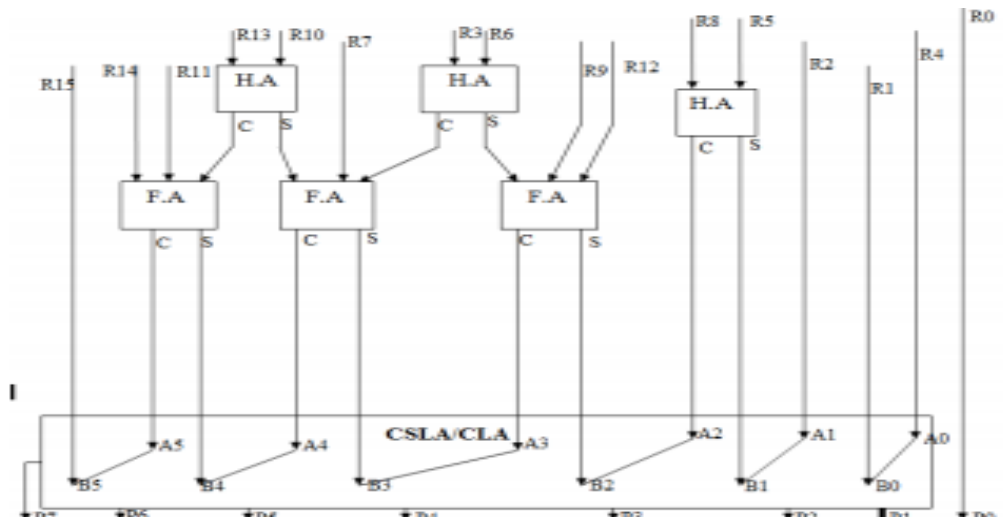 R0
R8 R5
R13 R10 R3 R6 R7 R4
R15 R14 R11 H.A H.A R9 R12 R2 R1
H.A
C S C S
C S
F.A F.A F.A
C S C S C S
CSLA/CLA
A5 A4 A3 A2 A1 A0
B5 B4 B3 B2 B1 B0